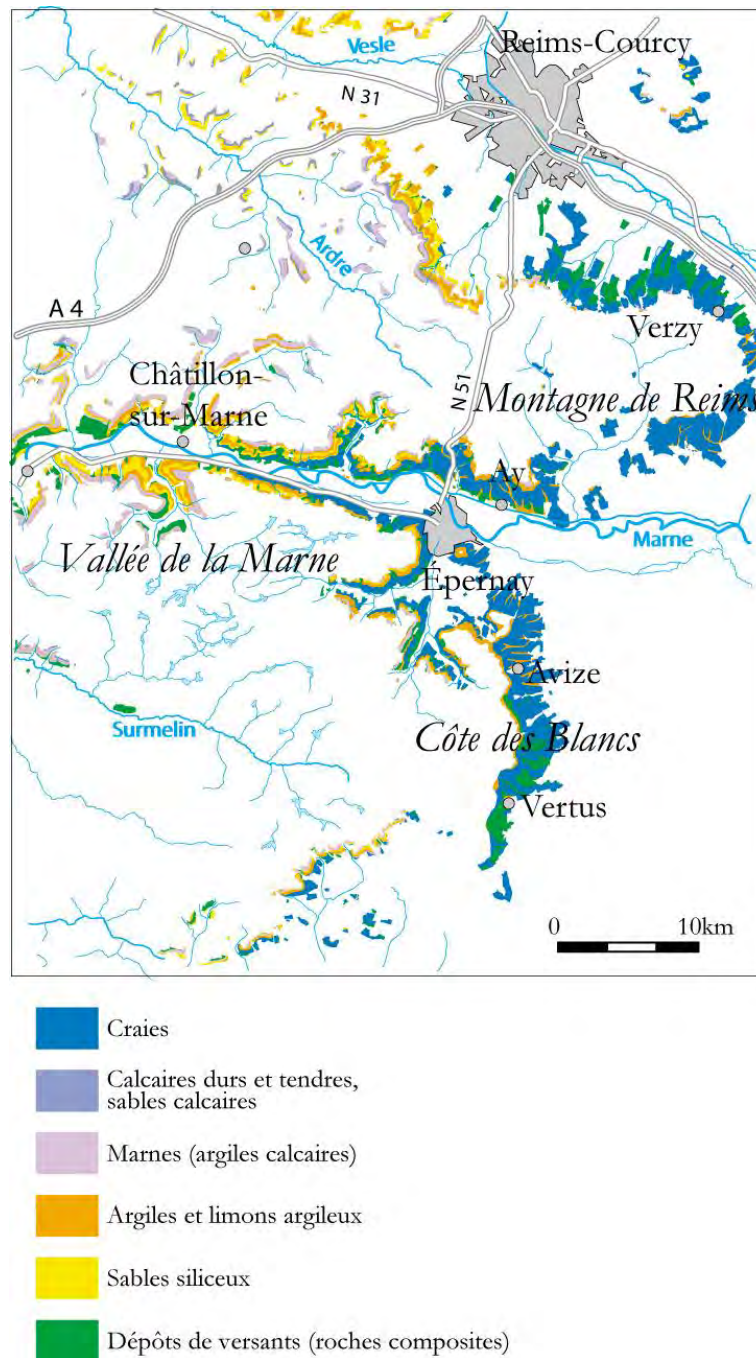 Vesle
Reims-Courcy
N 31
Ardre
A 4
Verzy
Châtillon-
sur-Marne
N 51
Montagne de Reims
Ay
Marne
Vallée de la Marne
Épernay
Avize
Surmelin
Côte des Blancs
Vertus
0 10km
Craies
Calcaires durs et tendres,
sables calcaires
Marnes (argiles calcaires)
Argiles et limons argileux
Sables siliceux
Dépôts de versants (roches composites)